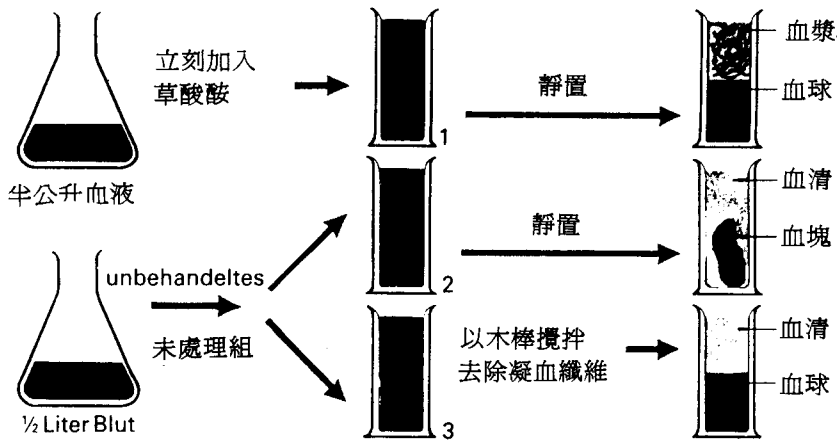 立刻加入
草酸銨
半公升血液
1
靜置
血漿
血球
unbehandeltes
未處理組
½ Liter Blut
2
靜置
血清
血塊
3
以木棒攪拌
去除凝血纖維
血清
血球